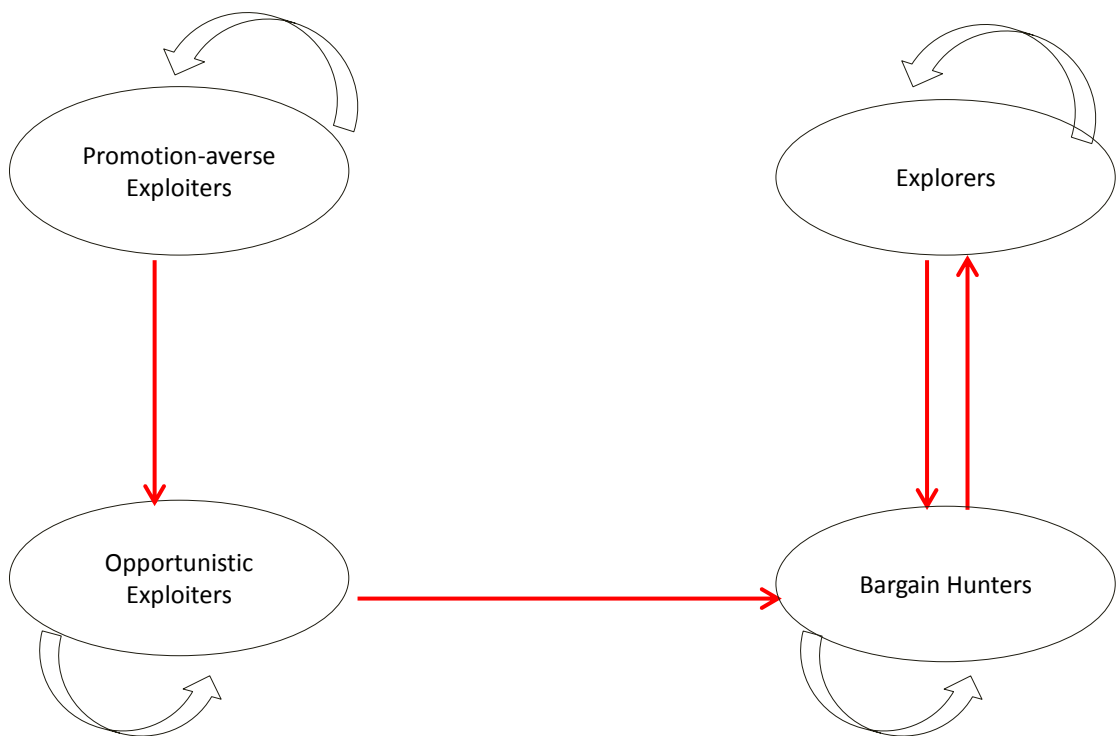 Promotion-averse
Exploiters
Explorers
Opportunistic
Exploiters
Bargain Hunters